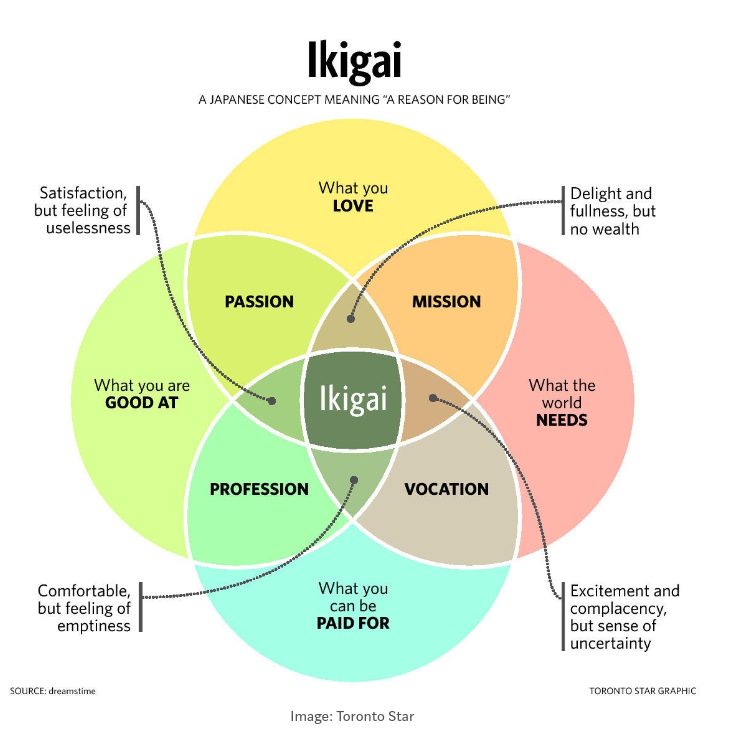 Ikigai
A JAPANESE CONCEPT MEANING “A REASON FOR BEING”
What you
LOVE
Satisfaction,
but feeling of
uselessness
Delight and
fullness, but
no wealth
PASSION
MISSION
What you are
GOOD AT
Ikigai
What the
world
NEEDS
PROFESSION
VOCATION
Comfortable,
but feeling of
emptiness
What you
can be
PAID FOR
Excitement and
complacency,
but sense of
uncertainty
SOURCE: dreamstime
TORONTO STAR GRAPHIC
Image: Toronto Star